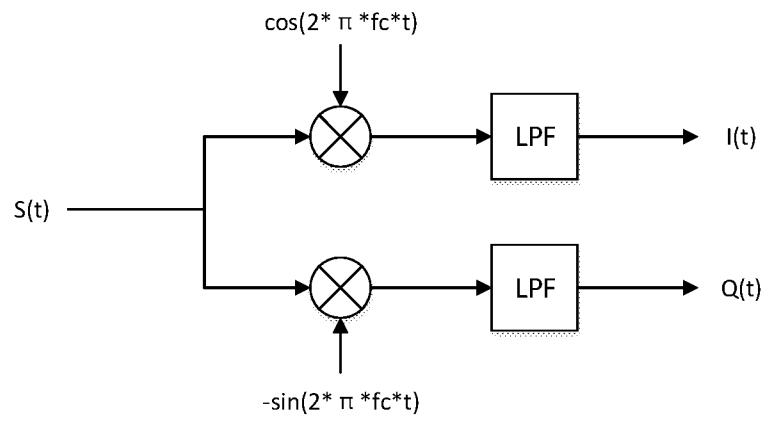 cos(2* π *fc*t)
LPF
I(t)
S(t)
LPF
Q(t)
-sin(2* π *fc*t)